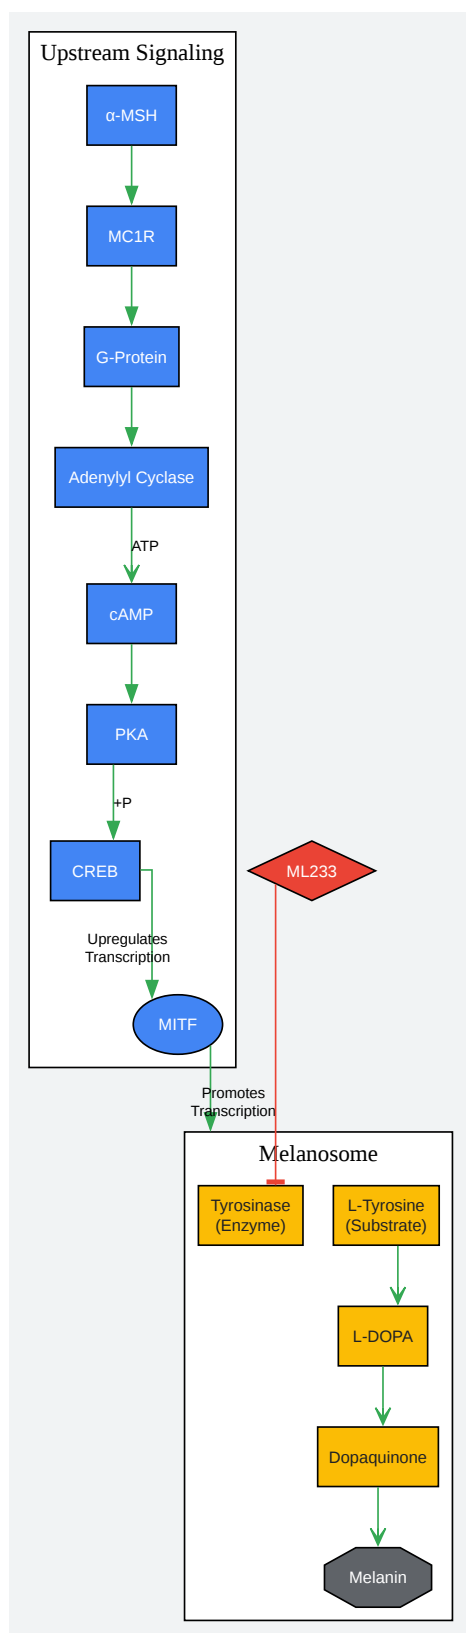 Upstream Signaling
α-MSH
MC1R
G-Protein
Adenylyl Cyclase
ATP
cAMP
PKA
+P
CREB
ML233
Upregulates
Transcription
MITF
Promotes
Transcription
Melanosome
Tyrosinase
(Enzyme)
L-Tyrosine
(Substrate)
L-DOPA
Dopaquinone
Melanin